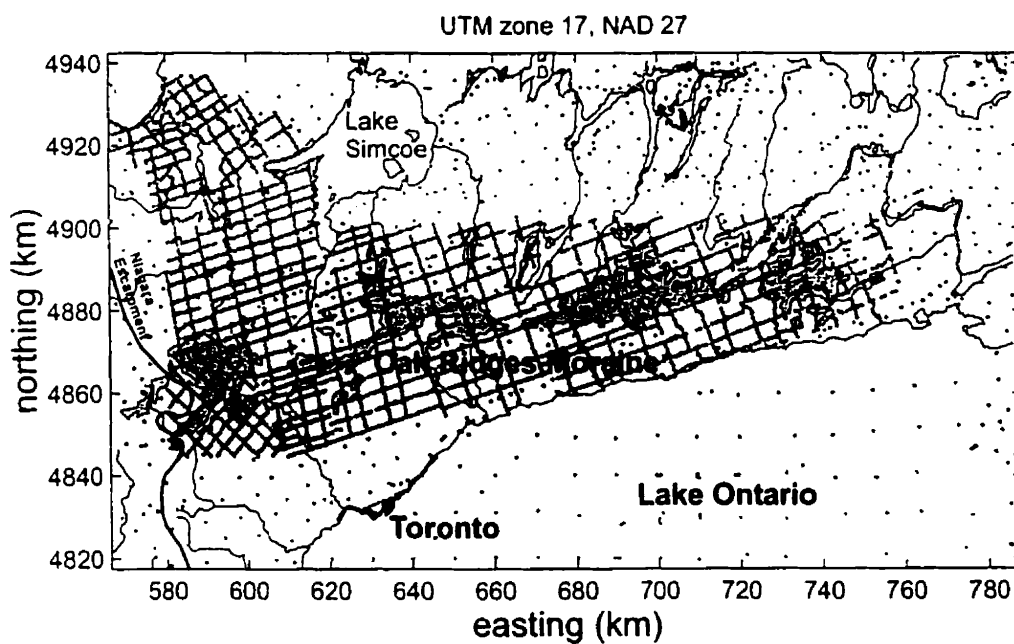 UTM zone 17, NAD 27
4940
4920
4900
4880
4860
4840
4820
northing (km)
Lake
Simcoe
Niagara
Escarpment
Oak Ridges Moraine
Lake Ontario
Toronto
580 600 620 640 660 680 700 720 740 760 780
easting (km)